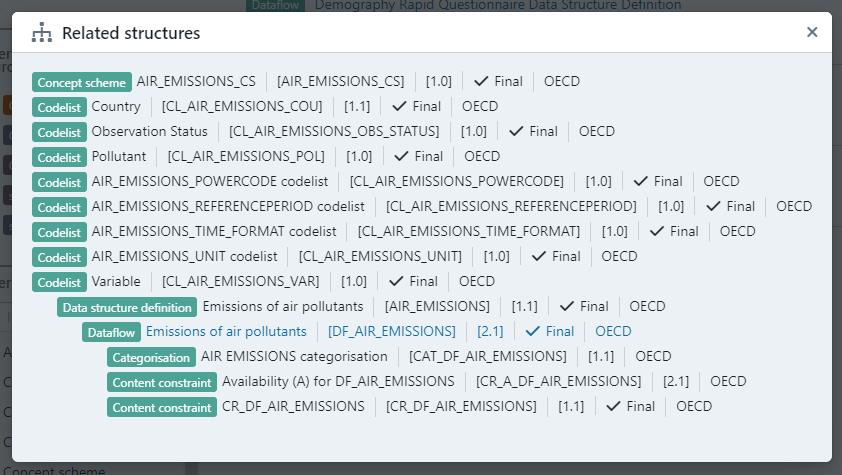 Dataflow Demography Rapid Questionnaire Data Structure Definition
Related structures
Concept scheme AIR_EMISSIONS_CS [AIR_EMISSIONS_CS] [1.0] Final OECD
Codelist Country [CL_AIR_EMISSIONS_COU] [1.1] Final OECD
Codelist Observation Status [CL_AIR_EMISSIONS_OBS_STATUS] [1.0] Final OECD
Codelist Pollutant [CL_AIR_EMISSIONS_POL] [1.0] Final OECD
Codelist AIR_EMISSIONS_POWERCODE codelist [CL_AIR_EMISSIONS_POWERCODE] [1.0] Final OECD
Codelist AIR_EMISSIONS_REFERENCEPERIOD codelist [CL_AIR_EMISSIONS_REFERENCEPERIOD] [1.0] Final OECD
Codelist AIR_EMISSIONS_TIME_FORMAT codelist [CL_AIR_EMISSIONS_TIME_FORMAT] [1.0] Final OECD
Codelist AIR_EMISSIONS_UNIT codelist [CL_AIR_EMISSIONS_UNIT] [1.0] Final OECD
Codelist Variable [CL_AIR_EMISSIONS_VAR] [1.0] Final OECD
Data structure definition Emissions of air pollutants [AIR_EMISSIONS] [1.1] Final OECD
Dataflow Emissions of air pollutants [DF_AIR_EMISSIONS] [2.1] Final OECD
Categorisation AIR EMISSIONS categorisation [CAT_DF_AIR_EMISSIONS] [1.1] OECD
Content constraint Availability (A) for DF_AIR_EMISSIONS [CR_A_DF_AIR_EMISSIONS] [2.1] OECD
Content constraint CR_DF_AIR_EMISSIONS [CR_DF_AIR_EMISSIONS] [1.1] Final OECD
Concept scheme